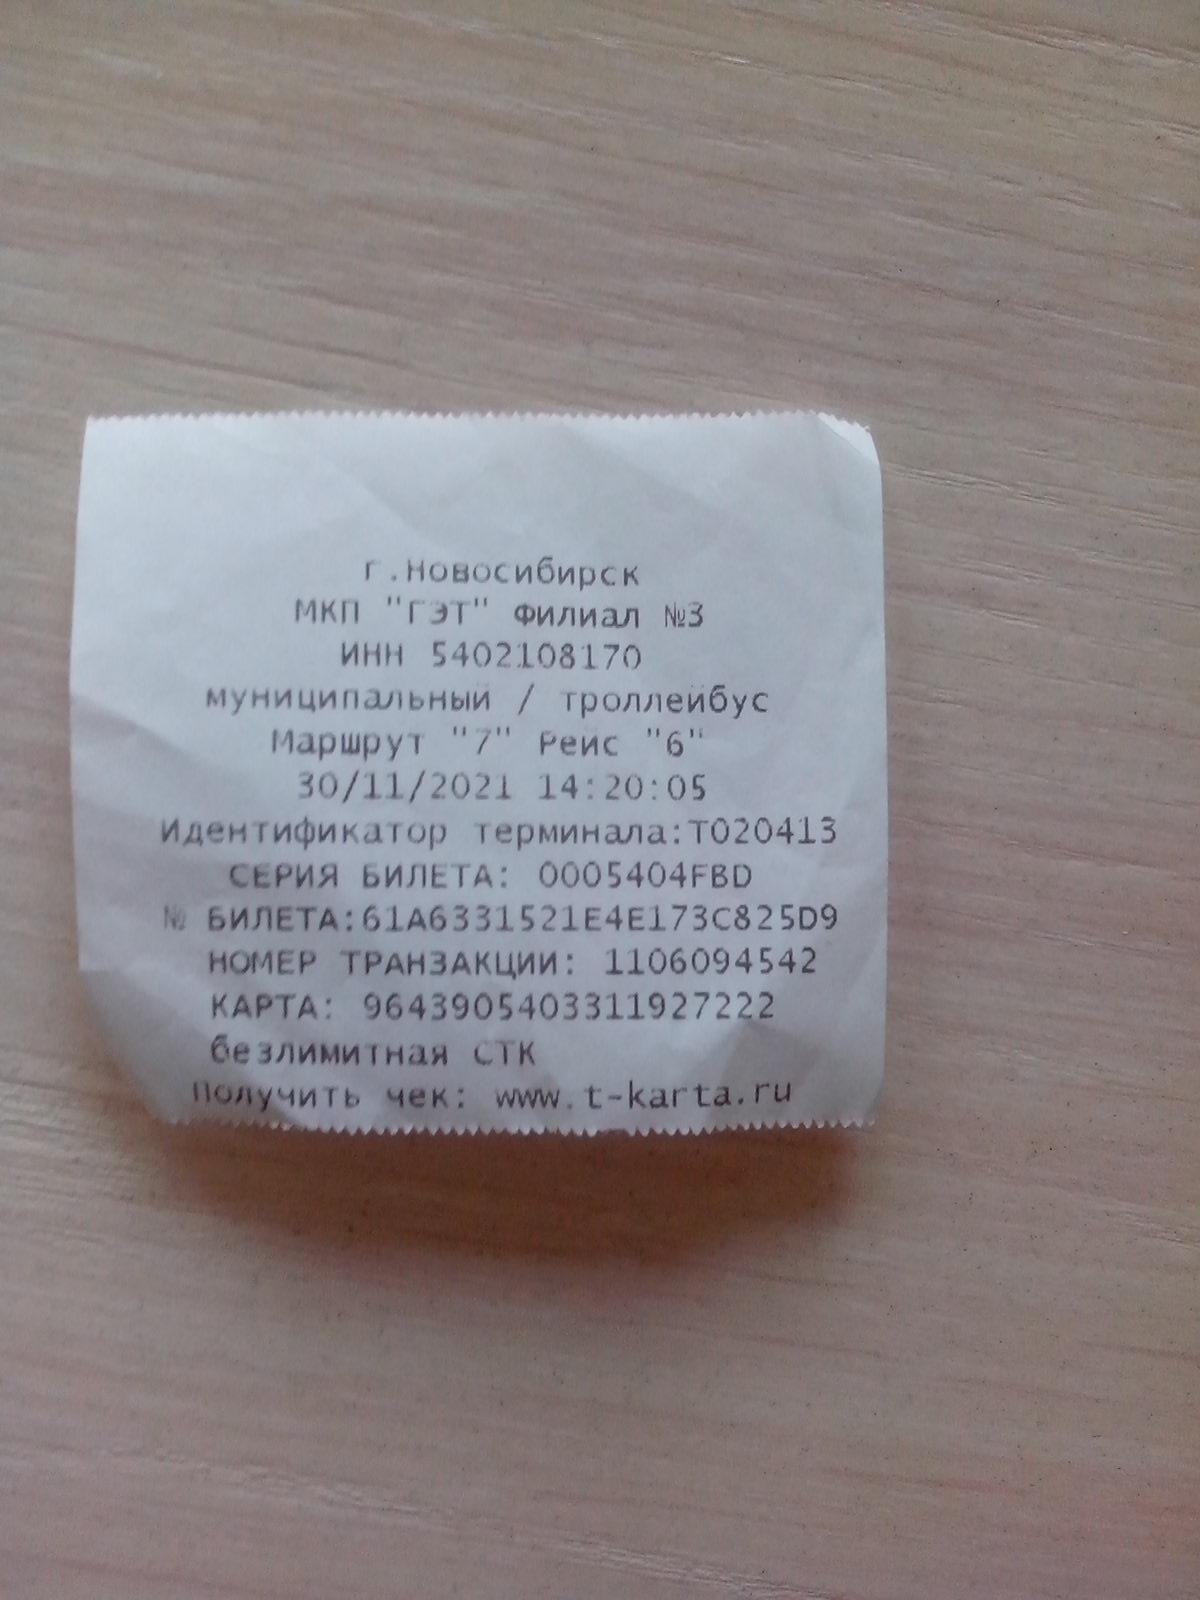 г.Новосибирск
МКП "ГЭТ" Филиал №3
ИНН 5402108170
муниципальный / троллейбус
Маршрут "7" Рейс "6"
30/11/2021 14:20:05
Идентификатор терминала:T020413
СЕРИЯ БИЛЕТА: 0005404FBD
№ БИЛЕТА:61A6331521E4E173C825D9
НОМЕР ТРАНЗАКЦИИ: 1106094542
КАРТА: 9643905403311927222
безлимитная СТК
Получить чек: www.t-karta.ru